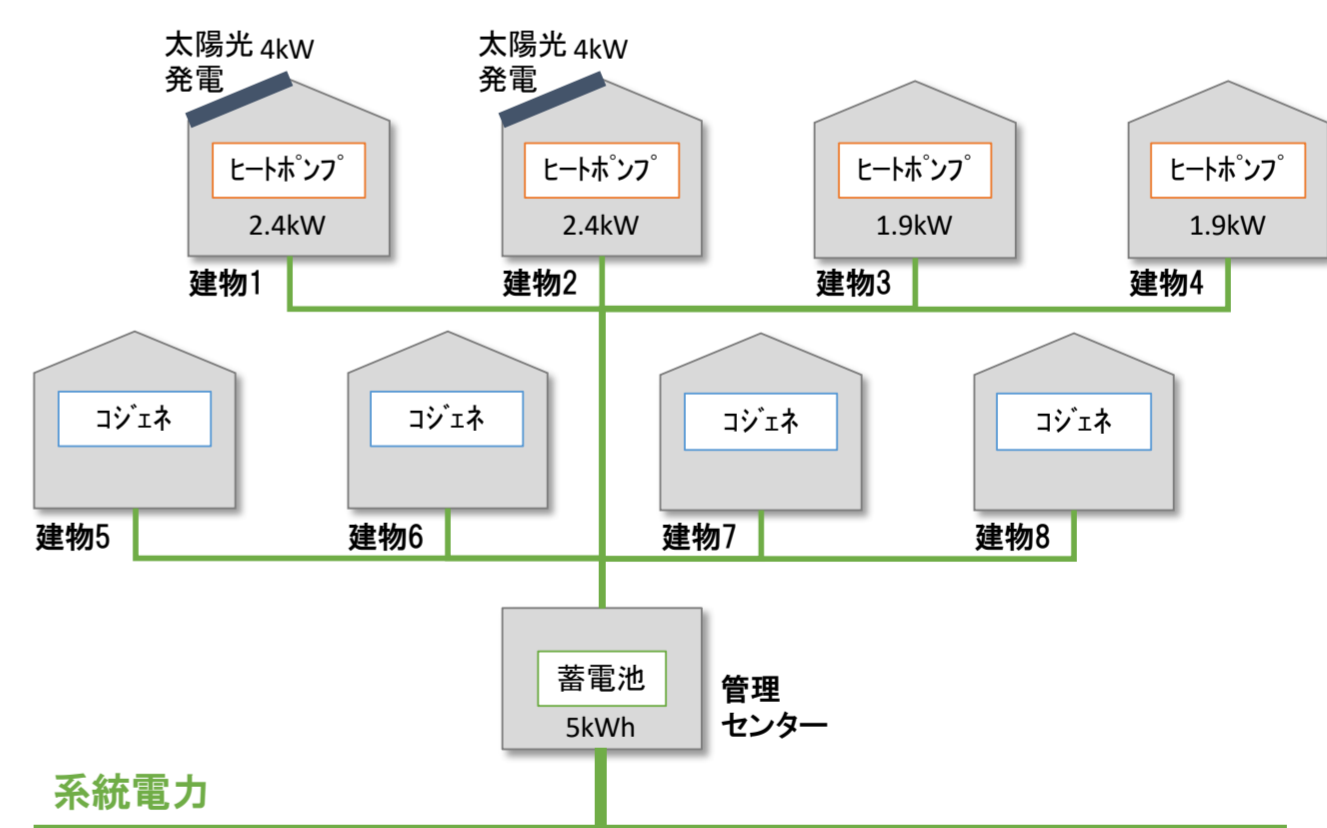 太陽光 4kW
発電
太陽光 4kW
発電
ﾋｰﾄﾎﾟﾝﾌﾟ
ﾋｰﾄﾎﾟﾝﾌﾟ
ﾋｰﾄﾎﾟﾝﾌﾟ
ﾋｰﾄﾎﾟﾝﾌﾟ
2.4kW
2.4kW
1.9kW
1.9kW
建物1
建物2
建物3
建物4
ｺｼﾞｪﾈ
ｺｼﾞｪﾈ
ｺｼﾞｪﾈ
ｺｼﾞｪﾈ
建物5
建物6
建物7
建物8
蓄電池
5kWh
管理
センター
系統電力